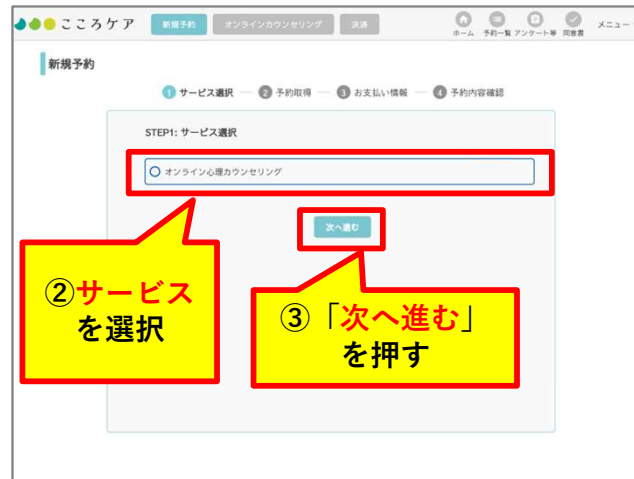 こころケア 新規予約 オンラインカウンセリング 決済 ホーム 予約一覧 アンケート等 同意書 メニュー
新規予約
1 サービス選択 — 2 予約取得 — 3 お支払い情報 — 4 予約内容確認
STEP1: サービス選択
オンライン心理カウンセリング
次へ進む
②サービス
を選択
③「次へ進む」
を押す